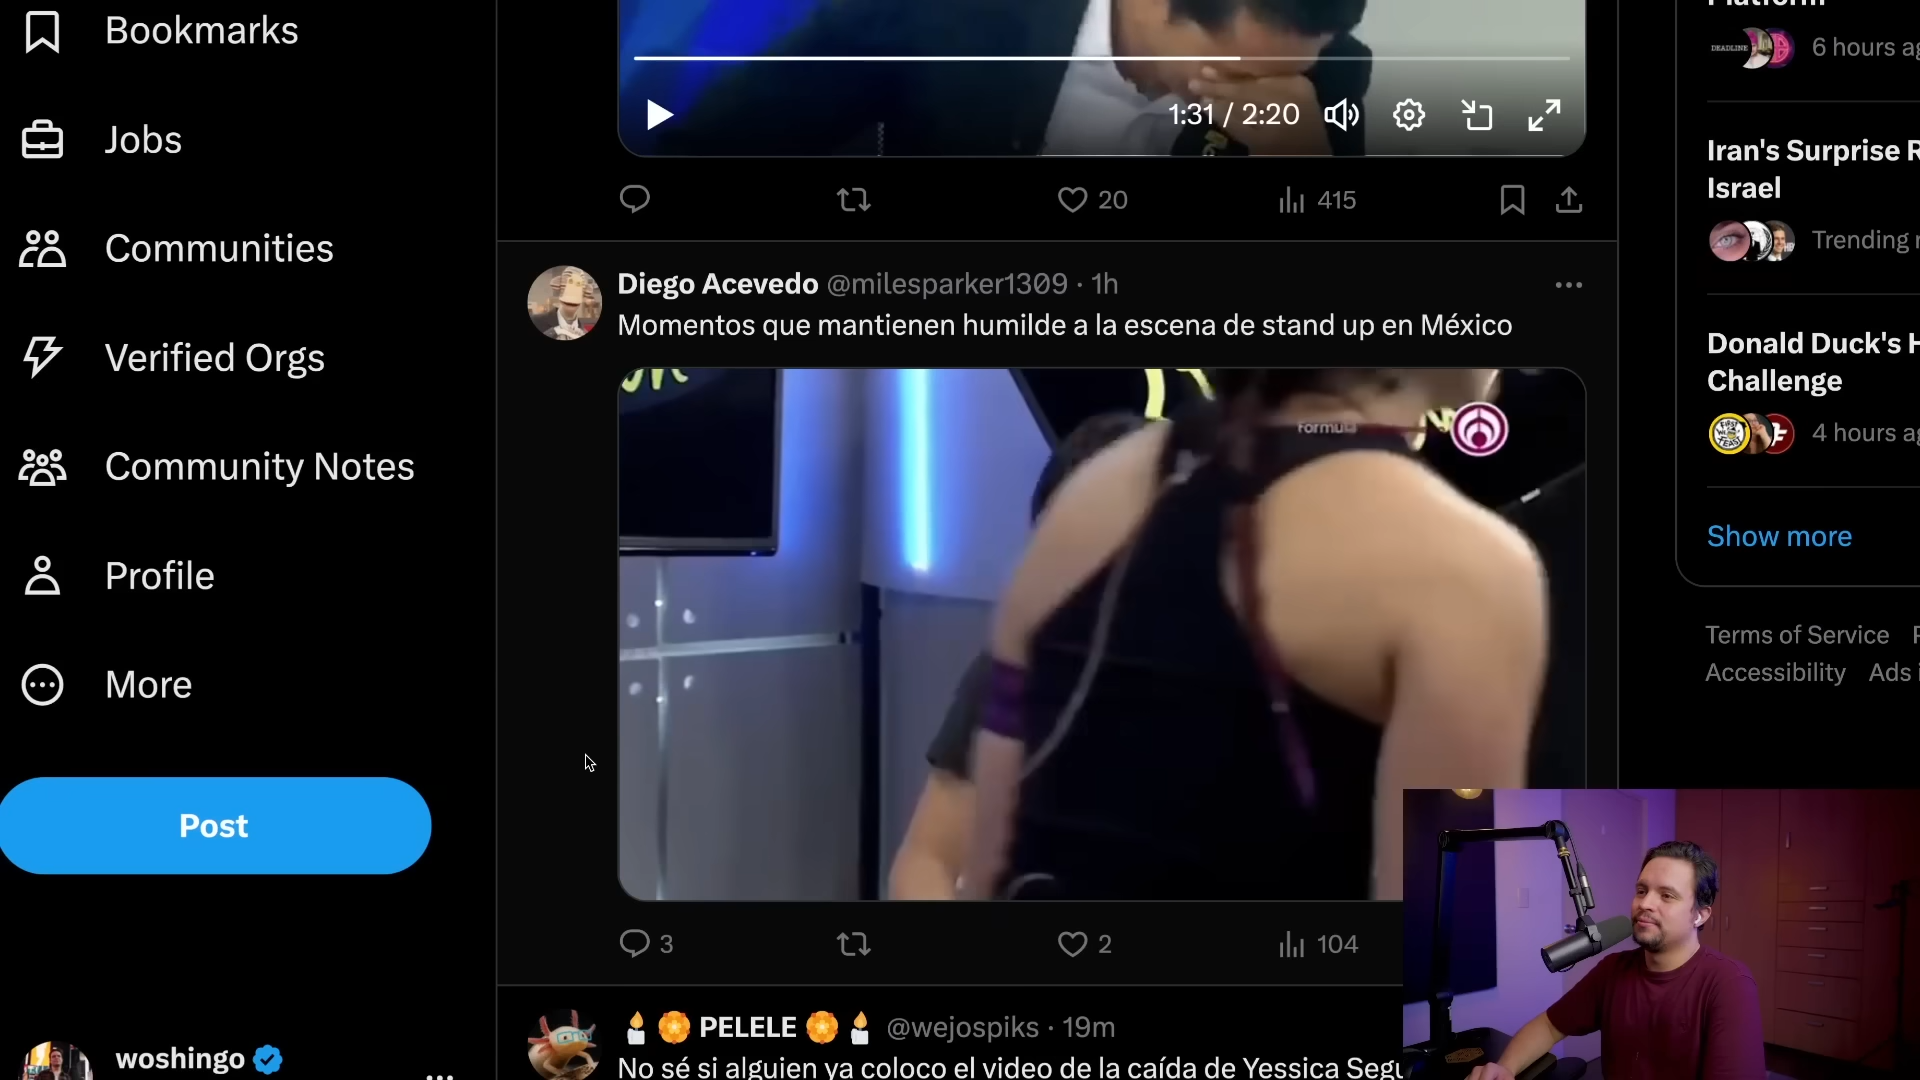 Bookmarks
Jobs
Communities
Verified Orgs
Community Notes
Profile
More
Post
woshingo
1:31 / 2:20
20
415
Diego Acevedo @milesparker1309 · 1h
Momentos que mantienen humilde a la escena de stand up en México
Formula
3
2
104
PELELE @wejospiks · 19m
No sé si alguien ya coloco el video de la caída de Yessica Segu
Platform
DEADLINE
6 hours ag
Iran's Surprise R
Israel
Trending n
Donald Duck's H
Challenge
4 hours ag
Show more
Terms of Service P
Accessibility Ads i